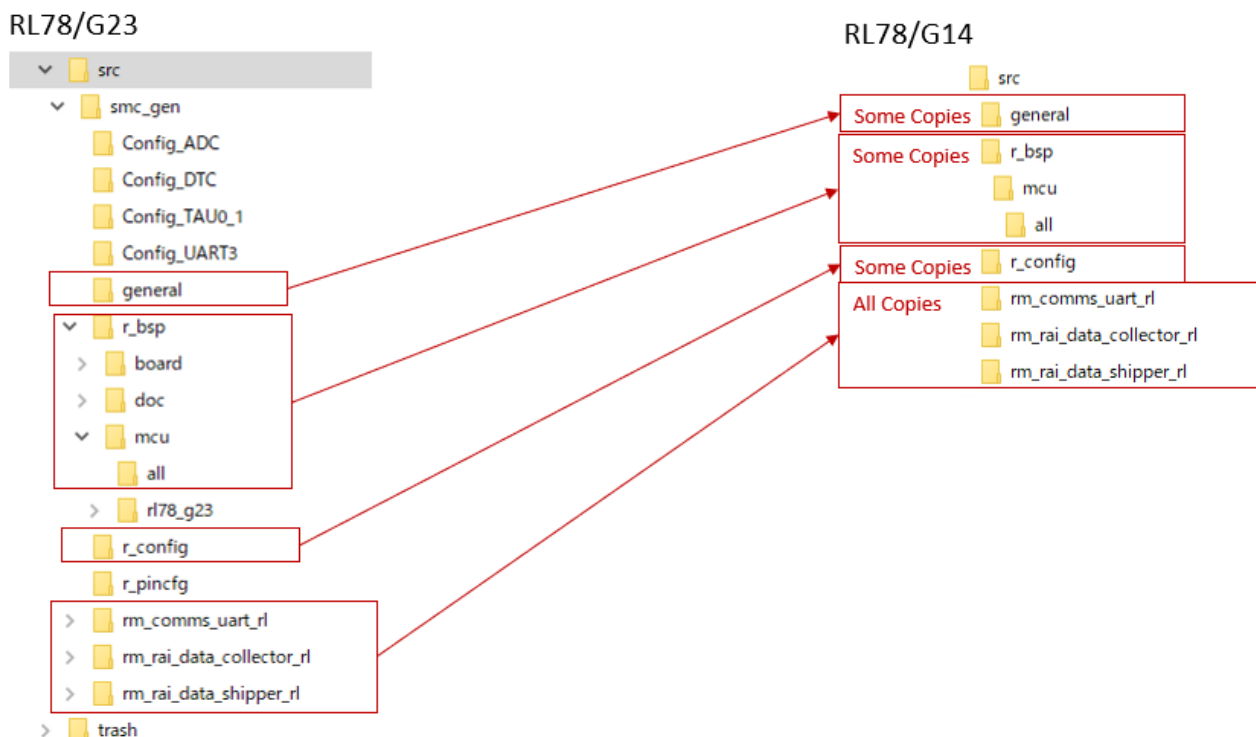 RL78/G23
src
smc_gen
Config_ADC
Config_DTC
Config_TAU0_1
Config_UART3
general
r_bsp
board
doc
mcu
all
rl78_g23
r_config
r_pincfg
rm_comms_uart_rl
rm_rai_data_collector_rl
rm_rai_data_shipper_rl
trash
RL78/G14
src
Some Copies general
Some Copies r_bsp
mcu
all
Some Copies r_config
All Copies rm_comms_uart_rl
rm_rai_data_collector_rl
rm_rai_data_shipper_rl